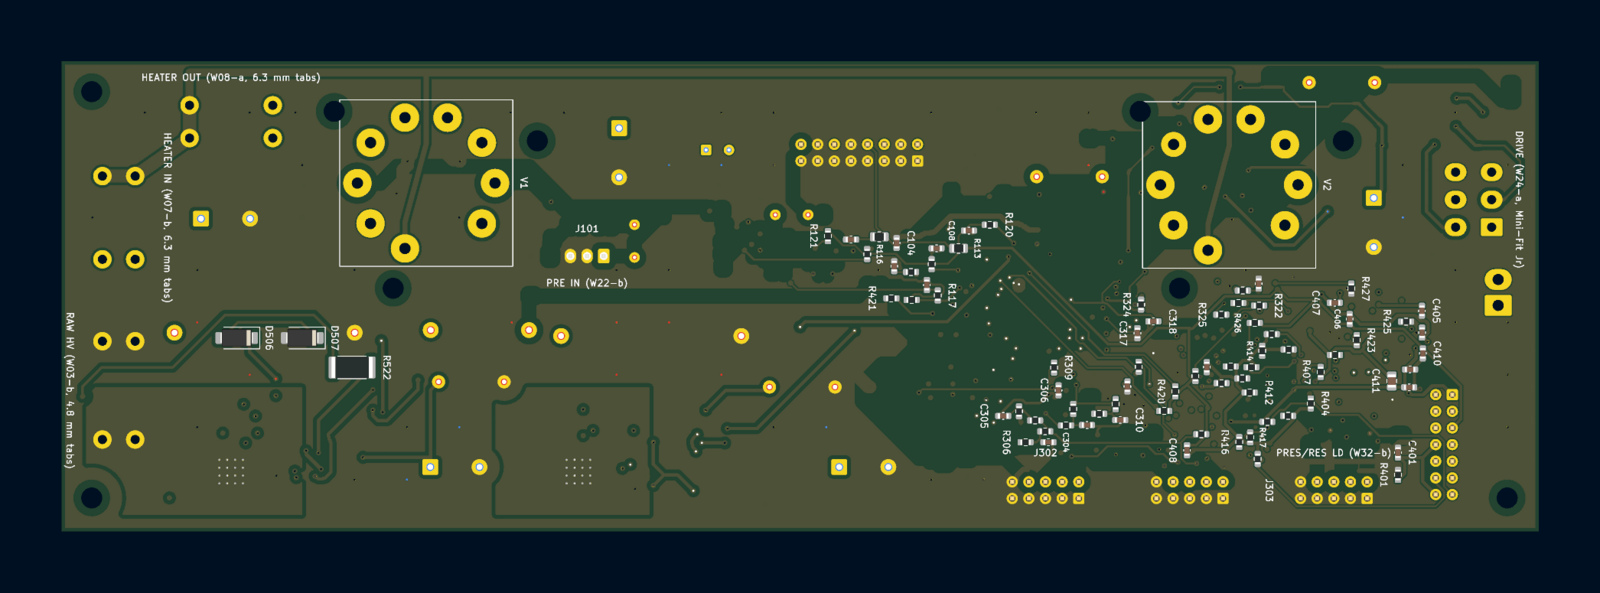 HEATER OUT (W08-a, 6.3 mm tabs)
HEATER IN (W07-b, 6.3 mm tabs)
RAW HV (W03-b, 4.8 mm tabs)
V1
J101
PRE IN (W22-b)
D506
D507
R522
R121
R116
C104
C108
R113
R120
R421
R117
V2
DRIVE (W24-a, Mini-Fit Jr)
R324
C317
C318
R325
R426
R322
C407
C406
R427
R423
R425
C405
C410
R414
R407
C411
R309
C306
C305
R306
J302
C304
C310
R420
C408
R416
R417
R412
R404
PRES/RES LD (W32-b)
C401
R401
J303